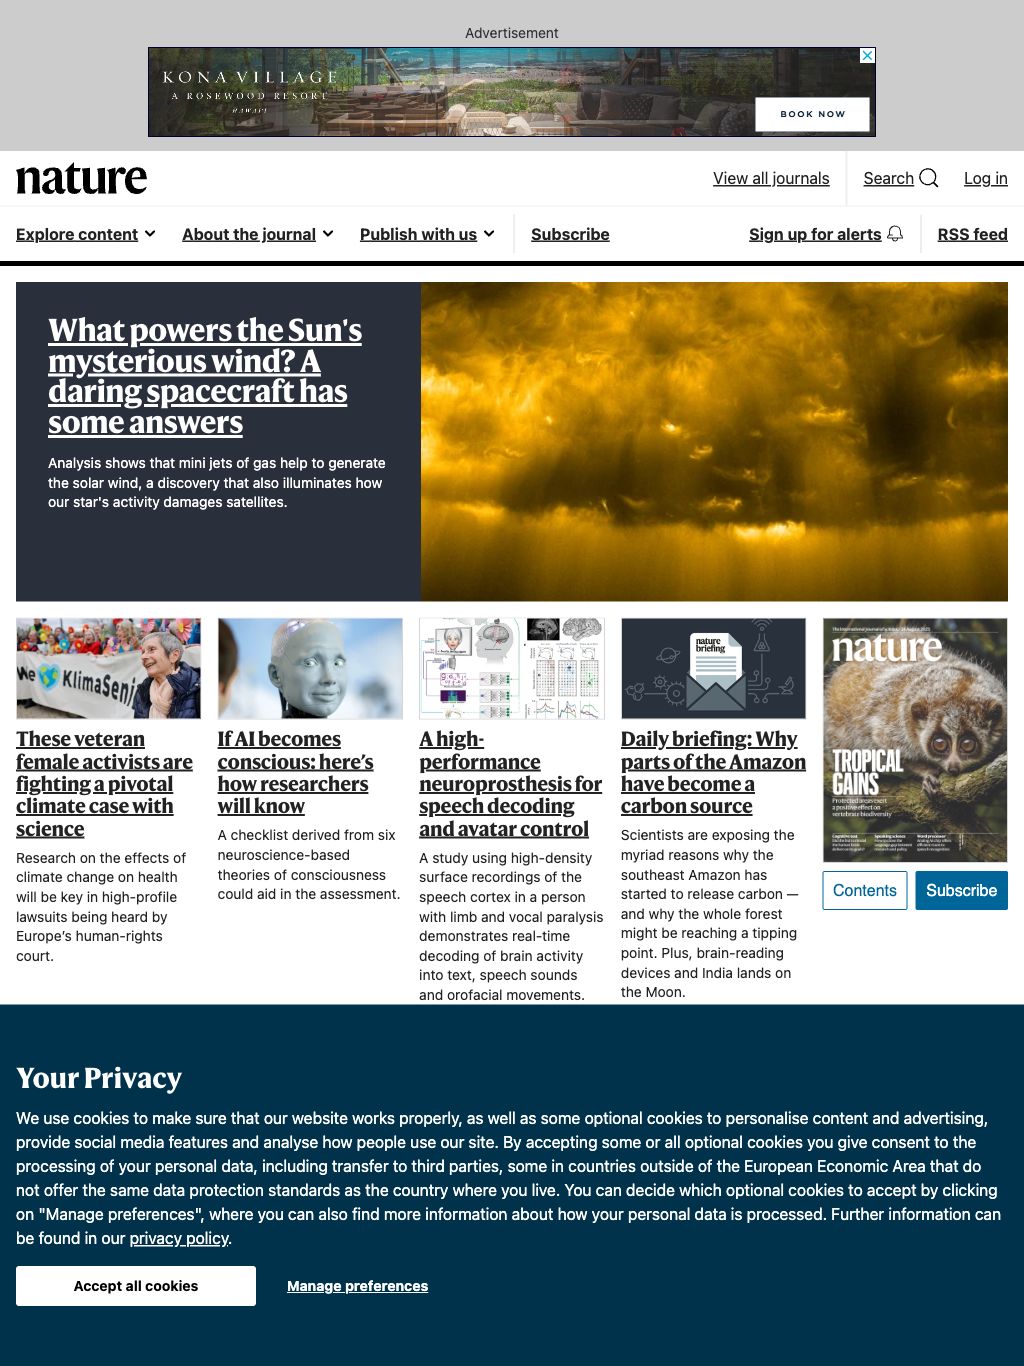 Advertisement
KONA VILLAGE
A ROSEWOOD RESORT
HAWAI'I
BOOK NOW
nature
View all journals
Search
Log in
Explore content
About the journal
Publish with us
Subscribe
Sign up for alerts
RSS feed
What powers the Sun's
mysterious wind? A
daring spacecraft has
some answers
Analysis shows that mini jets of gas help to generate
the solar wind, a discovery that also illuminates how
our star's activity damages satellites.
We
KlimaSeni
These veteran
female activists are
fighting a pivotal
climate case with
science
Research on the effects of
climate change on health
will be key in high-profile
lawsuits being heard by
Europe’s human-rights
court.
If AI becomes
conscious: here’s
how researchers
will know
A checklist derived from six
neuroscience-based
theories of consciousness
could aid in the assessment.
A high-
performance
neuroprosthesis for
speech decoding
and avatar control
A study using high-density
surface recordings of the
speech cortex in a person
with limb and vocal paralysis
demonstrates real-time
decoding of brain activity
into text, speech sounds
and orofacial movements.
nature
briefing
Daily briefing: Why
parts of the Amazon
have become a
carbon source
Scientists are exposing the
myriad reasons why the
southeast Amazon has
started to release carbon —
and why the whole forest
might be reaching a tipping
point. Plus, brain-reading
devices and India lands on
the Moon.
nature
TROPICAL
GAINS
Protected areas exert
a positive effect on
vertebrate biodiversity
Contents
Subscribe
Your Privacy
We use cookies to make sure that our website works properly, as well as some optional cookies to personalise content and advertising,
provide social media features and analyse how people use our site. By accepting some or all optional cookies you give consent to the
processing of your personal data, including transfer to third parties, some in countries outside of the European Economic Area that do
not offer the same data protection standards as the country where you live. You can decide which optional cookies to accept by clicking
on "Manage preferences", where you can also find more information about how your personal data is processed. Further information can
be found in our privacy policy.
Accept all cookies
Manage preferences